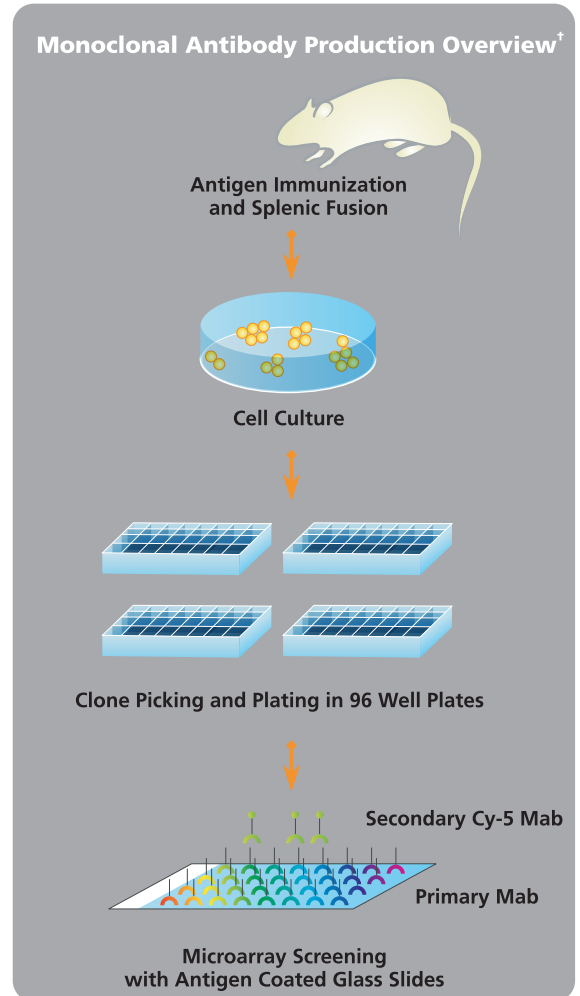 Monoclonal Antibody Production Overview†
Antigen Immunization
and Splenic Fusion
Cell Culture
Clone Picking and Plating in 96 Well Plates
Secondary Cy-5 Mab
Primary Mab
Microarray Screening
with Antigen Coated Glass Slides